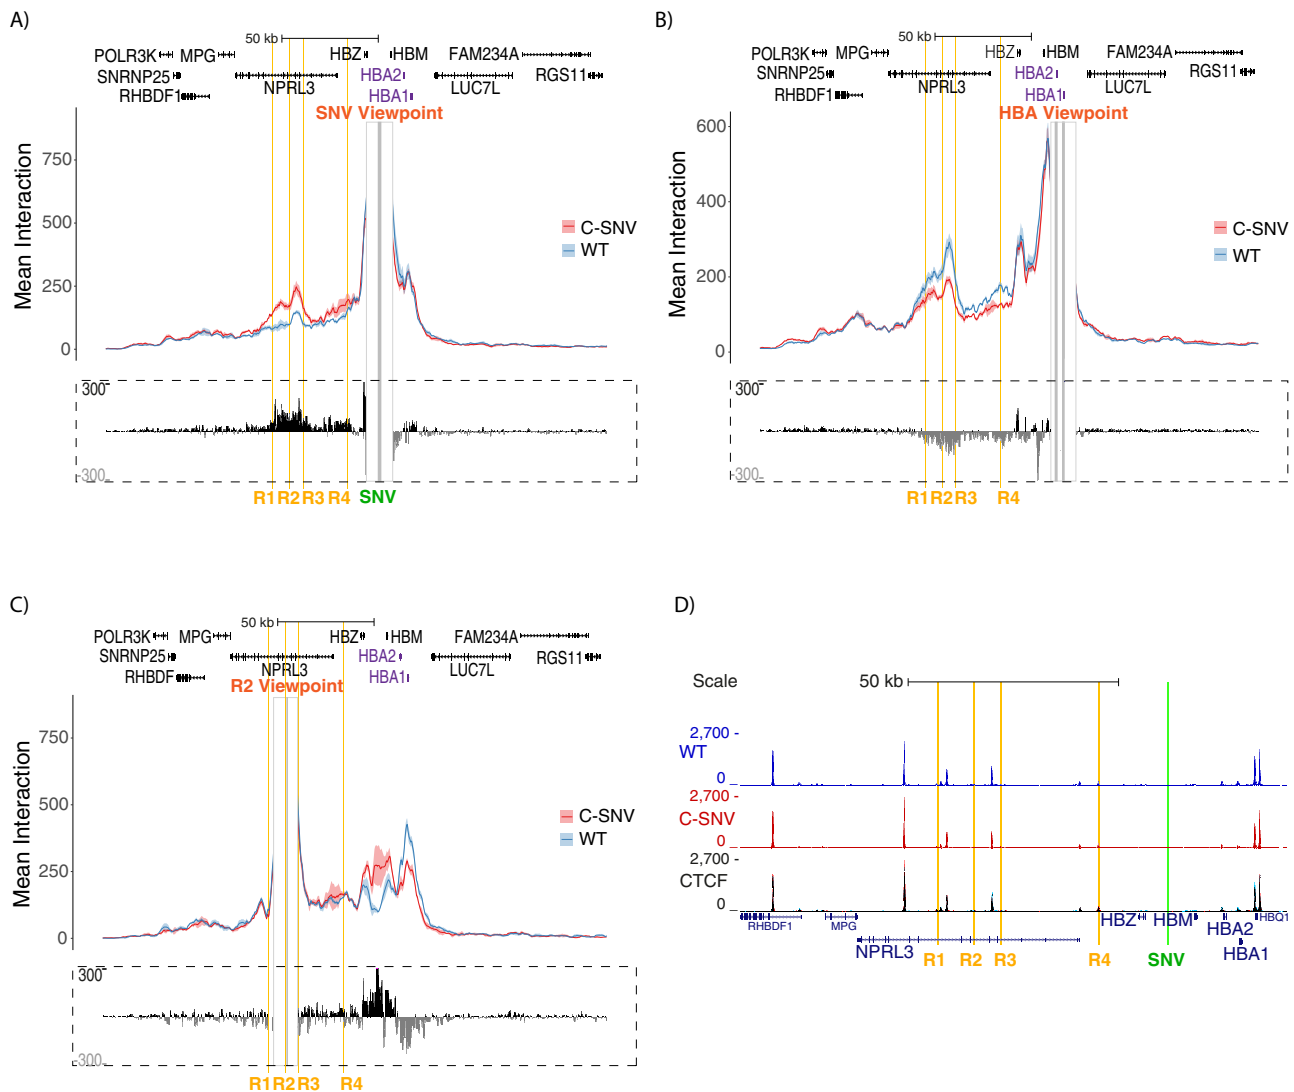 A)
50 kb
POLR3K MPG HBZ HBM FAM234A
SNRNP25 NPRL3 HBA2 LUC7L RGS11
RHBDF1 HBA1
SNV Viewpoint
Mean Interaction
750
500
250
0
C-SNV
WT
300
-300
R1 R2 R3 R4 SNV
B)
50 kb
POLR3K MPG HBZ HBM FAM234A
SNRNP25 NPRL3 HBA2 LUC7L RGS11
RHBDF1 HBA1
HBA Viewpoint
Mean Interaction
600
400
200
0
C-SNV
WT
300
-300
R1 R2 R3 R4
C)
50 kb
POLR3K MPG HBZ HBM FAM234A
SNRNP25 NPRL3 HBA2 LUC7L RGS11
RHBDF HBA1
R2 Viewpoint
Mean Interaction
750
500
250
0
C-SNV
WT
300
-300
R1 R2 R3 R4
D)
Scale 50 kb
2,700 -
WT
0
2,700 -
C-SNV
0
2,700 -
CTCF
0
RHBDF1 MPG HBZ HBM HBA2 HBQ1
NPRL3 HBA1
R1 R2 R3 R4 SNV